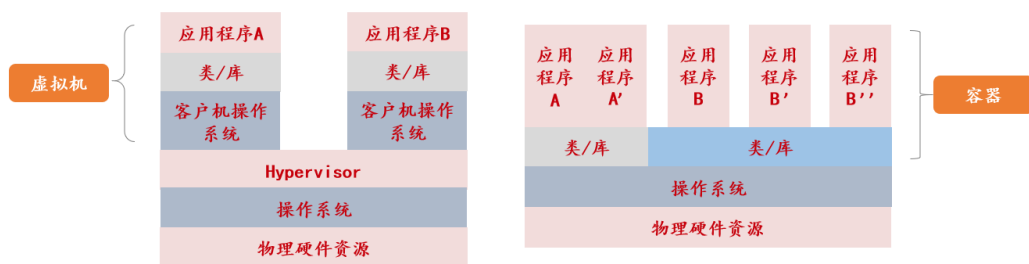 虚拟机
应用程序A
应用程序B
类/库
类/库
客户机操作
系统
客户机操作
系统
Hypervisor
操作系统
物理硬件资源
应用
程序
A
应用
程序
A'
应用
程序
B
应用
程序
B'
应用
程序
B''
类/库
类/库
操作系统
物理硬件资源
容器